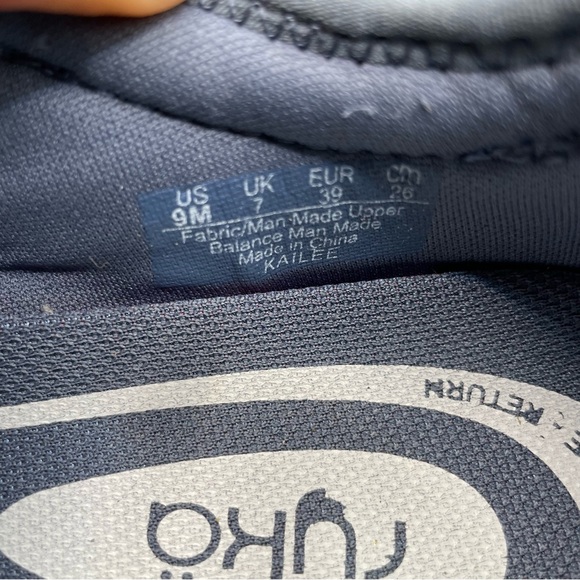 US UK EUR cm
9M 7 39 26
Fabric/Man-Made Upper
Balance Man Made
Made in China
KAILEE
RETURN
rykä